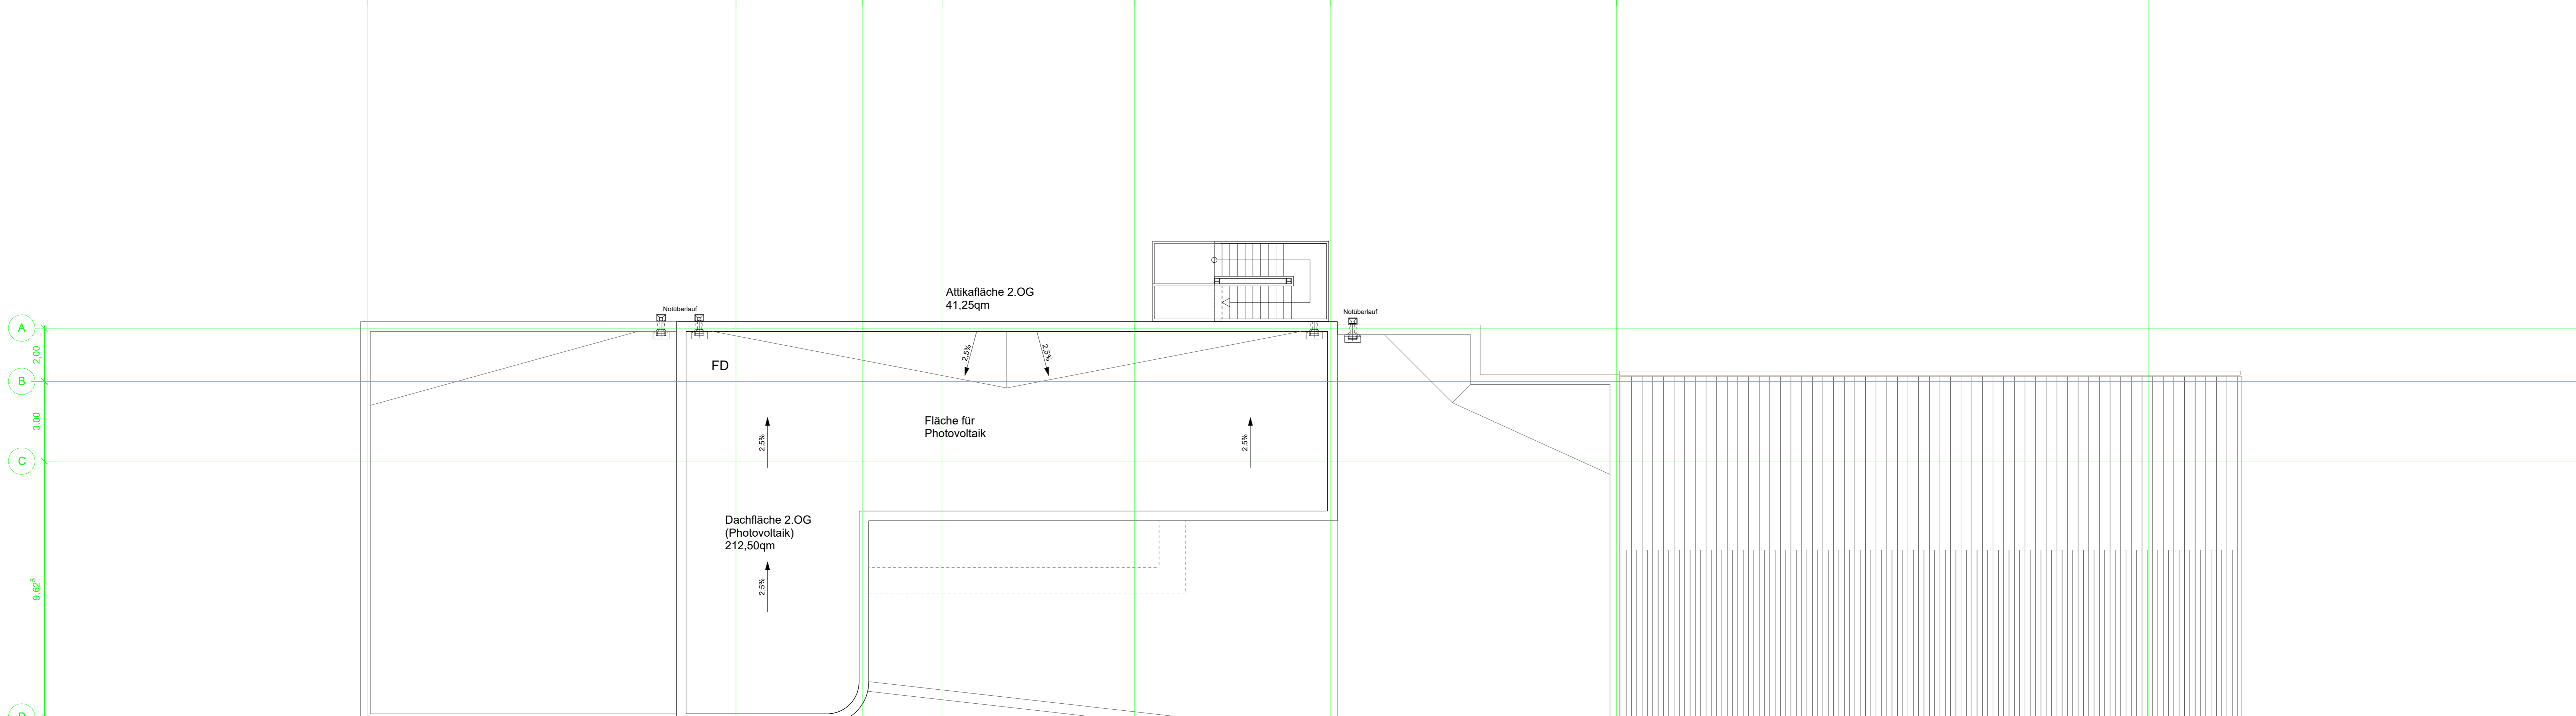 Attikafläche 2.OG
41,25qm
Notüberlauf
Notüberlauf
A
2.00
2,5%
2,5%
FD
B
3.00
Fläche für
Photovoltaik
2,5%
2,5%
C
Dachfläche 2.OG
(Photovoltaik)
212,50qm
9.62⁵
2,5%
D